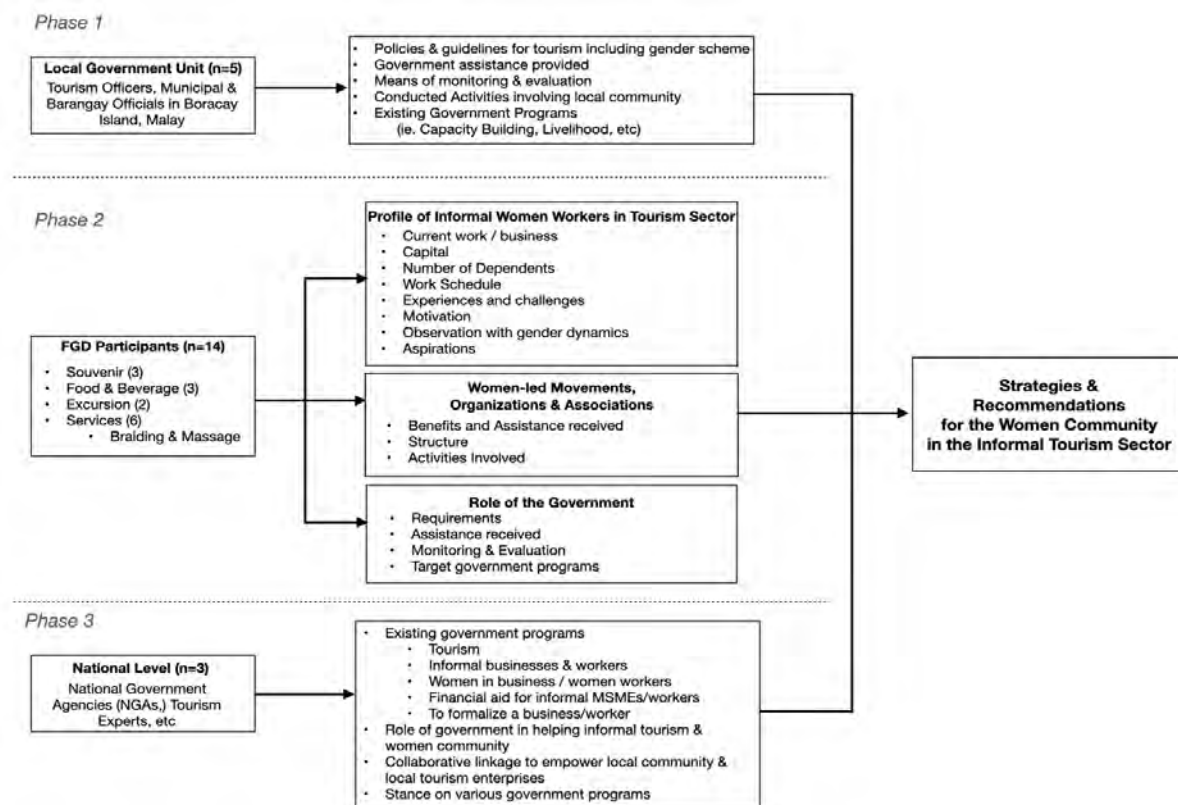 Phase 1
Local Government Unit (n=5)
Tourism Officers, Municipal &
Barangay Officials in Boracay
Island, Malay
• Policies & guidelines for tourism including gender scheme
• Government assistance provided
• Means of monitoring & evaluation
• Conducted Activities involving local community
• Existing Government Programs
(ie. Capacity Building, Livelihood, etc)
Phase 2
FGD Participants (n=14)
• Souvenir (3)
• Food & Beverage (3)
• Excursion (2)
• Services (6)
• Braiding & Massage
Profile of Informal Women Workers in Tourism Sector
• Current work / business
• Capital
• Number of Dependents
• Work Schedule
• Experiences and challenges
• Motivation
• Observation with gender dynamics
• Aspirations
Women-led Movements,
Organizations & Associations
• Benefits and Assistance received
• Structure
• Activities Involved
Role of the Government
• Requirements
• Assistance received
• Monitoring & Evaluation
• Target government programs
Strategies &
Recommendations
for the Women Community
in the Informal Tourism Sector
Phase 3
National Level (n=3)
National Government
Agencies (NGAs,) Tourism
Experts, etc
• Existing government programs
• Tourism
• Informal businesses & workers
• Women in business / women workers
• Financial aid for informal MSMEs/workers
• To formalize a business/worker
• Role of government in helping informal tourism &
women community
• Collaborative linkage to empower local community &
local tourism enterprises
• Stance on various government programs